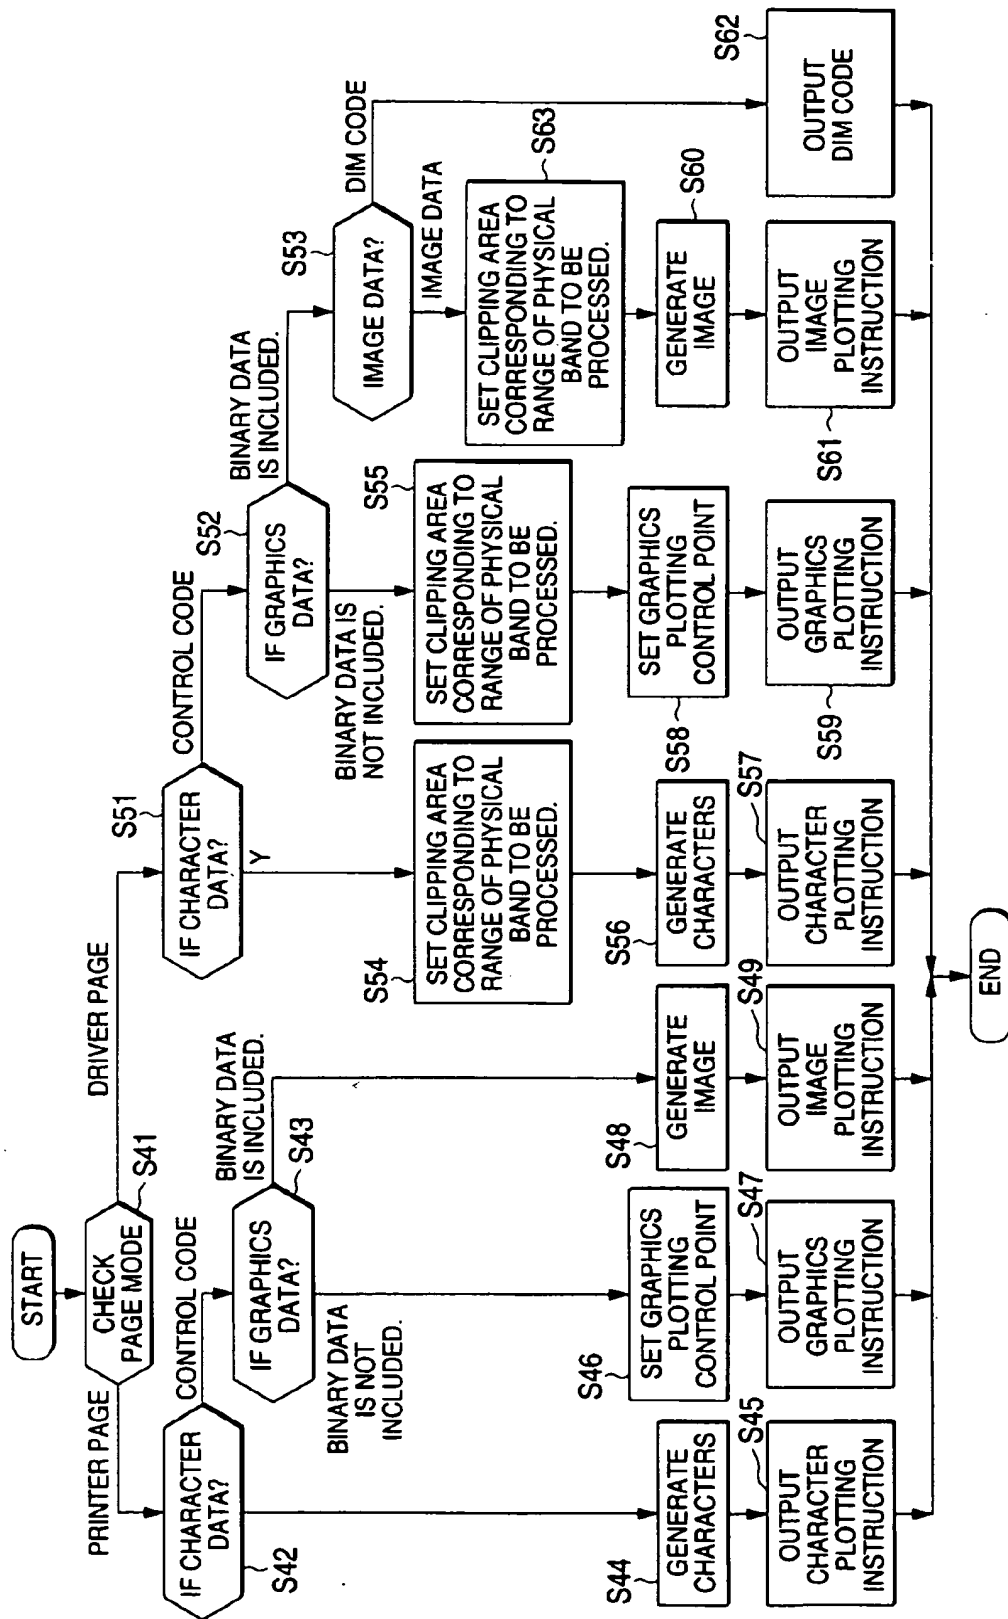 START
CHECK
PAGE MODE
S41
PRINTER PAGE
DRIVER PAGE
IF CHARACTER
DATA?
S42
CONTROL CODE
IF GRAPHICS
DATA?
S43
BINARY DATA
IS INCLUDED.
BINARY DATA
IS NOT
INCLUDED.
S44
GENERATE
CHARACTERS
S45
OUTPUT
CHARACTER
PLOTTING
INSTRUCTION
S46
SET GRAPHICS
PLOTTING
CONTROL POINT
S47
OUTPUT
GRAPHICS
PLOTTING
INSTRUCTION
S48
GENERATE
IMAGE
S49
OUTPUT
IMAGE
PLOTTING
INSTRUCTION
IF CHARACTER
DATA?
S51
Y
CONTROL CODE
IF GRAPHICS
DATA?
S52
BINARY DATA
IS INCLUDED.
BINARY DATA IS
NOT INCLUDED.
IMAGE DATA?
S53
DIM CODE
IMAGE DATA
S54
SET CLIPPING AREA
CORRESPONDING TO
RANGE OF PHYSICAL
BAND TO BE
PROCESSED.
S55
SET CLIPPING AREA
CORRESPONDING TO
RANGE OF PHYSICAL
BAND TO BE
PROCESSED.
S63
SET CLIPPING AREA
CORRESPONDING TO
RANGE OF PHYSICAL
BAND TO BE
PROCESSED.
S56
GENERATE
CHARACTERS
S57
OUTPUT
CHARACTER
PLOTTING
INSTRUCTION
S58
SET GRAPHICS
PLOTTING
CONTROL POINT
S59
OUTPUT
GRAPHICS
PLOTTING
INSTRUCTION
S60
GENERATE
IMAGE
S61
OUTPUT
IMAGE
PLOTTING
INSTRUCTION
S62
OUTPUT
DIM CODE
END